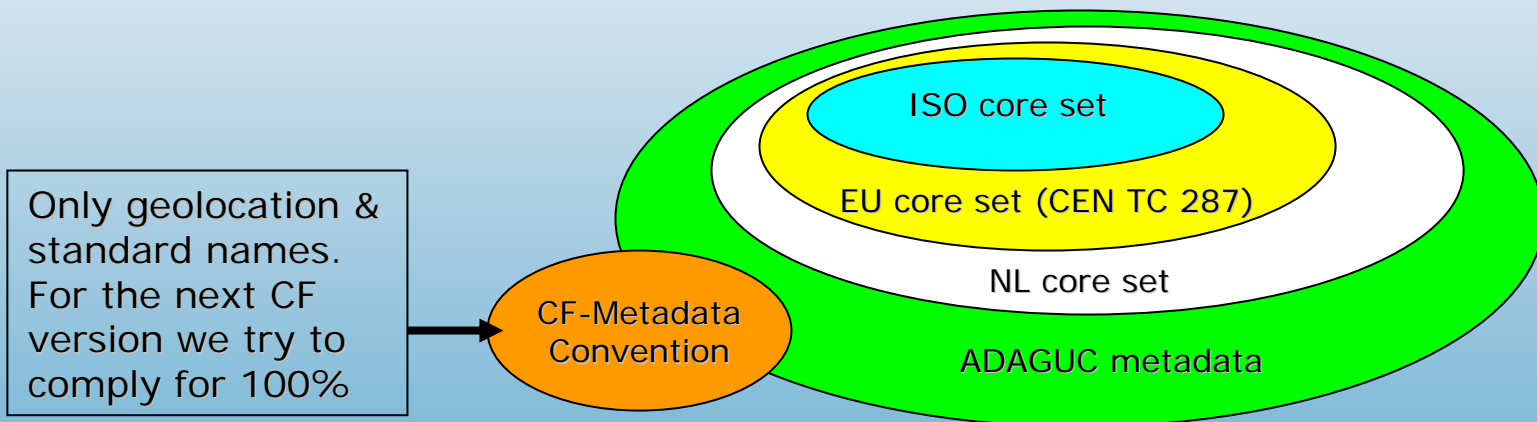 ISO core set
EU core set (CEN TC 287)
NL core set
ADAGUC metadata
CF-Metadata
Convention
Only geolocation &
standard names.
For the next CF
version we try to
comply for 100%